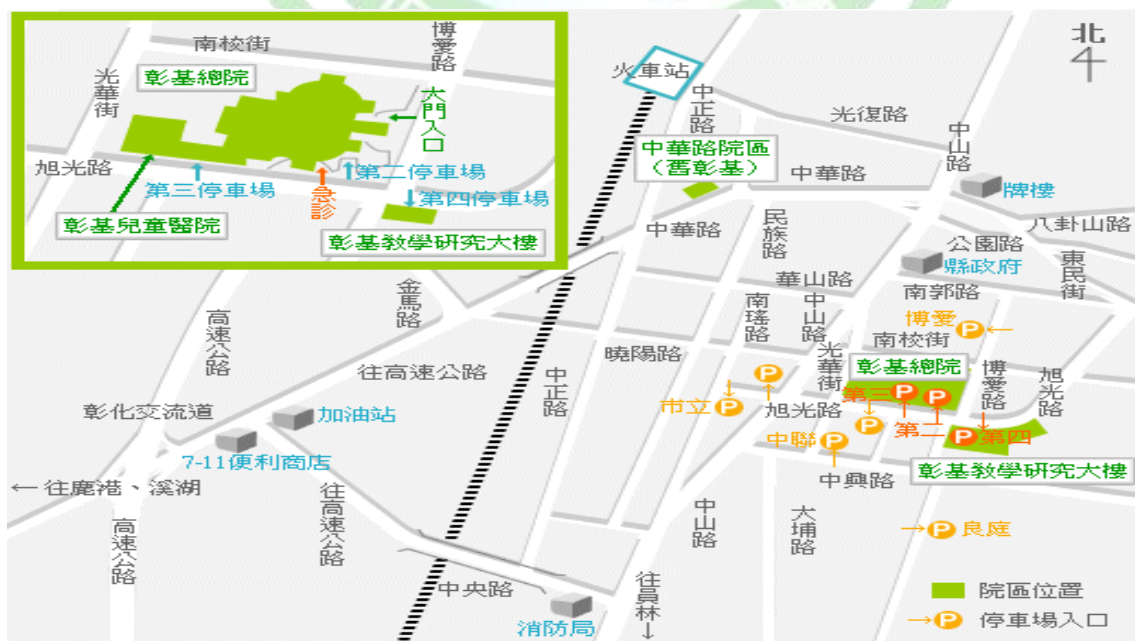 南校街
博愛路
光華街
彰基總院
大門入口
旭光路
第三停車場
急診
第二停車場
第四停車場
彰基兒童醫院
彰基教學研究大樓
北
火車站
中正路
光復路
中山路
中華路院區
（舊彰基）
中華路
牌樓
八卦山路
中華路
民族路
公園路
縣政府
東民街
華山路
南郭路
金馬路
高速公路
南瑤路
中山路
博愛
P
南校街
曉陽路
光華街
彰基總院
博愛路
旭光路
往高速公路
中正路
彰化交流道
加油站
市立
P
P
旭光路
第三
P
P
第二
P
中聯
P
P
第四
7-11便利商店
中興路
彰基教學研究大樓
← 往鹿港、溪湖
高速公路
往高速公路
中山路
大埔路
→P 良庭
中央路
往員林↓
消防局
院區位置
→P 停車場入口